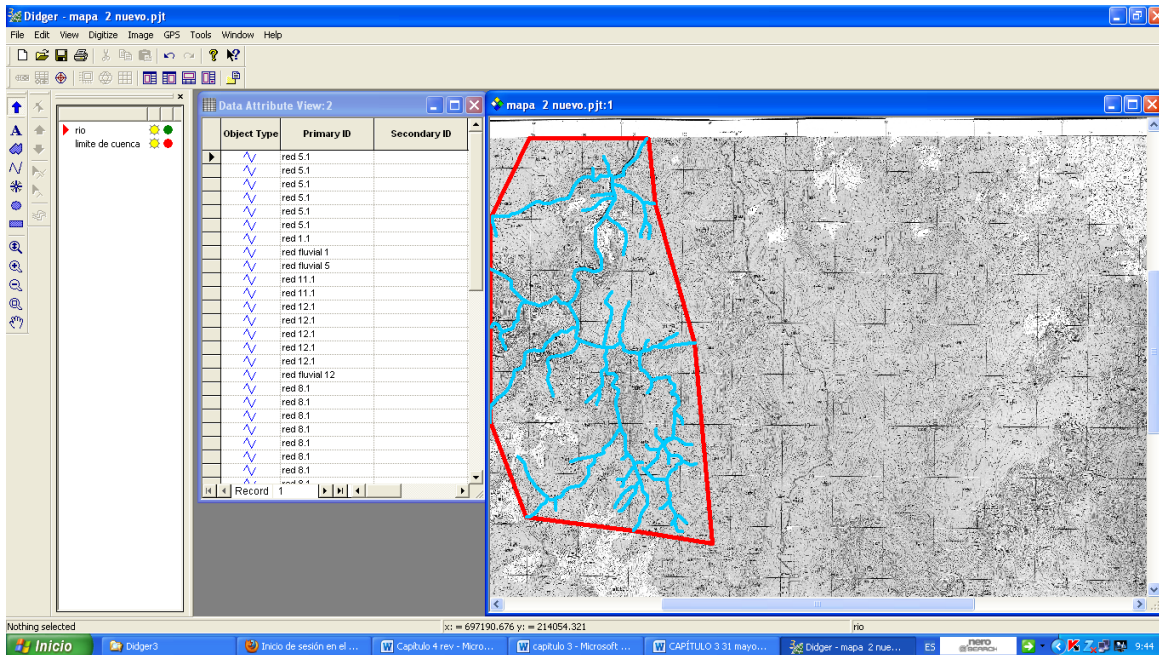 Didger - mapa 2 nuevo.pjt
File Edit View Digitize Image GPS Tools Window Help
rio
limite de cuenca
Data Attribute View:2
Object Type Primary ID Secondary ID
red 5.1
red 5.1
red 5.1
red 5.1
red 5.1
red 5.1
red 1.1
red fluvial 1
red fluvial 5
red 11.1
red 11.1
red 12.1
red 12.1
red 12.1
red 12.1
red 12.1
red fluvial 12
red 8.1
red 8.1
red 8.1
red 8.1
red 8.1
red 8.1
red 8.1
red 8.1
Record 1
mapa 2 nuevo.pjt:1
Nothing selected x: = 697190.676 y: = 214054.321 rio
Inicio Didger3 Inicio de sesión en el ... Capitulo 4 rev - Micro... capitulo 3 - Microsoft ... CAPÍTULO 3 31 mayo... Didger - mapa 2 nue... ES nero SEARCH 9:44